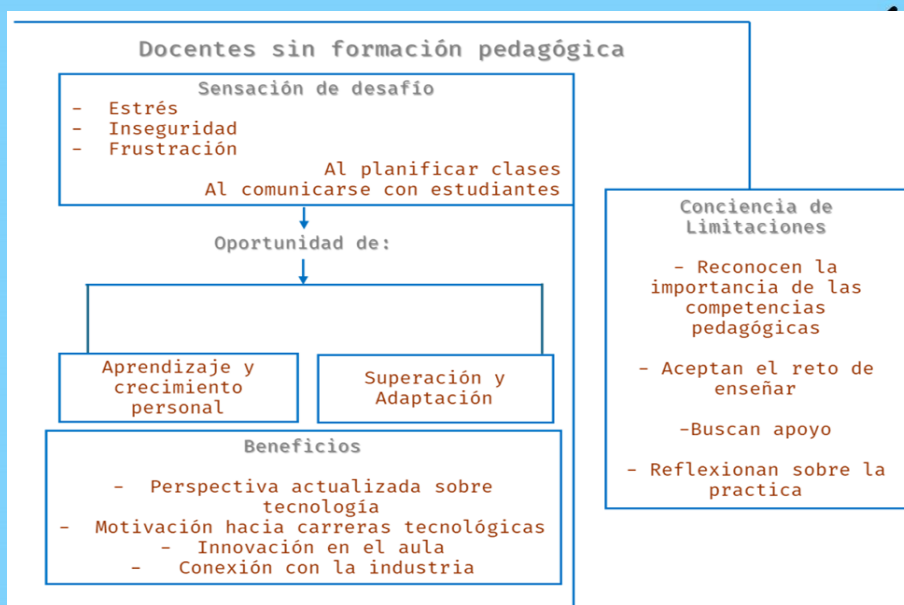 Docentes sin formación pedagógica
Sensación de desafío
- Estrés
- Inseguridad
- Frustración
Al planificar clases
Al comunicarse con estudiantes
Oportunidad de:
Aprendizaje y
crecimiento
personal
Superación y
Adaptación
Beneficios
- Perspectiva actualizada sobre
tecnología
- Motivación hacia carreras tecnológicas
- Innovación en el aula
- Conexión con la industria
Conciencia de
Limitaciones
- Reconocen la
importancia de las
competencias
pedagógicas
- Aceptan el reto de
enseñar
-Buscan apoyo
- Reflexionan sobre la
practica